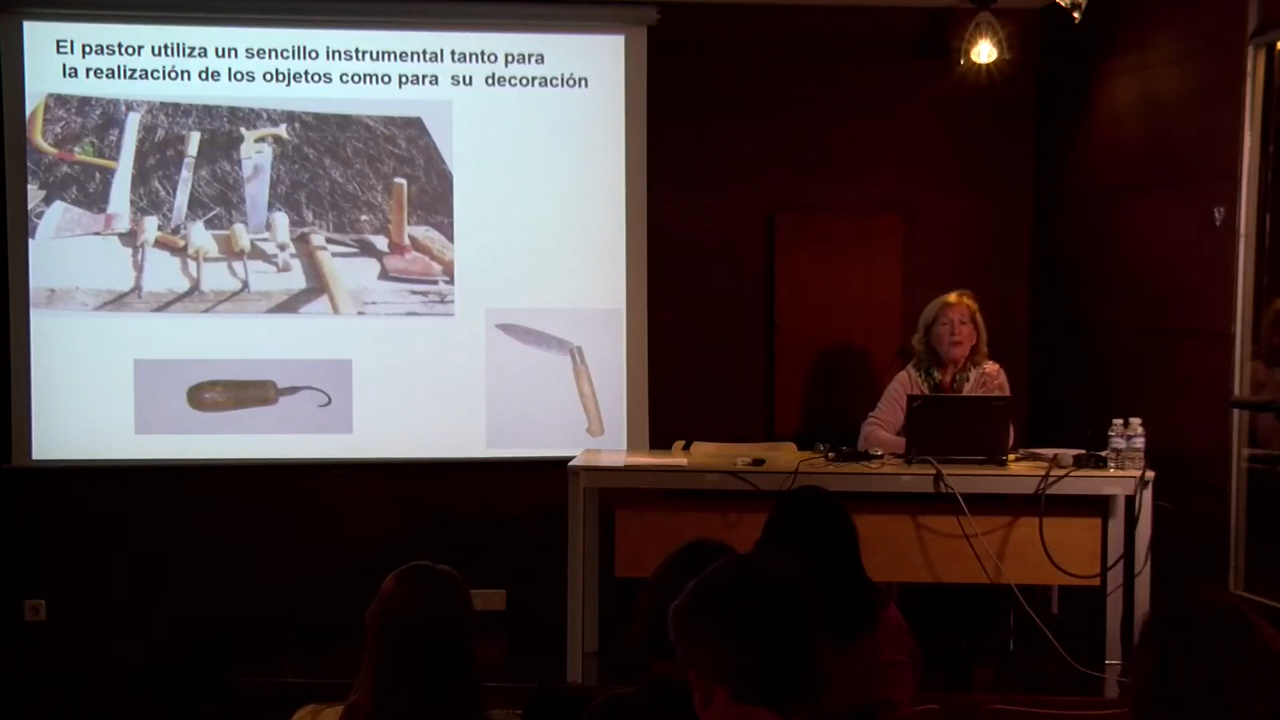 El pastor utiliza un sencillo instrumental tanto para
la realización de los objetos como para su decoración